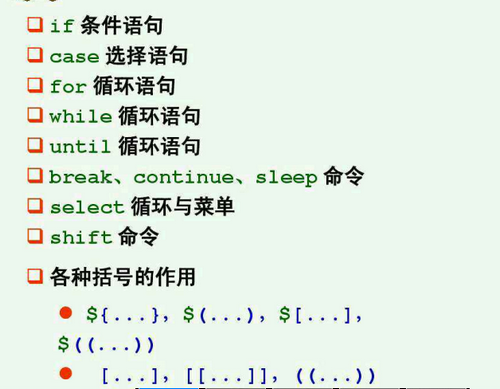 if 条件语句
case 选择语句
for 循环语句
while 循环语句
until 循环语句
break、continue、sleep 命令
select 循环与菜单
shift 命令
各种括号的作用
${...}, $(...), $[...],
$((...))
[...], [[...]], ((...))